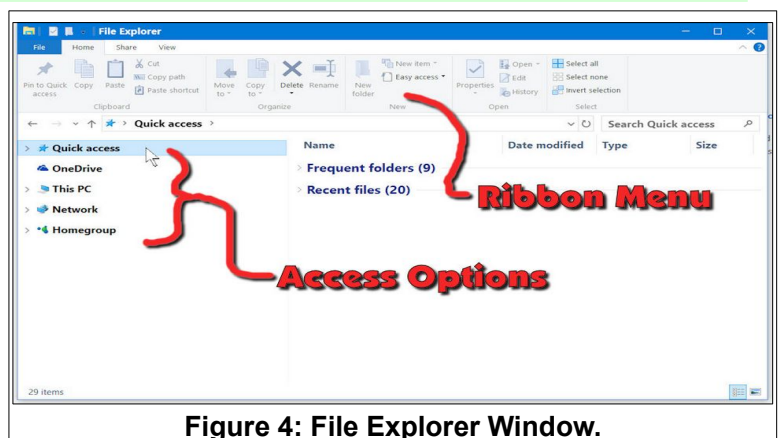 File Explorer
File Home Share View
Pin to Quick access
Copy
Paste
Cut
Copy path
Paste shortcut
Clipboard
Move to
Copy to
Delete
Rename
Organize
New folder
New item
Easy access
New
Properties
Open
Edit
History
Open
Select all
Select none
Invert selection
Select
Quick access
Search Quick access
Quick access
OneDrive
This PC
Network
Homegroup
Name Date modified Type Size
Frequent folders (9)
Recent files (20)
Ribbon Menu
Access Options
29 items
Figure 4: File Explorer Window.